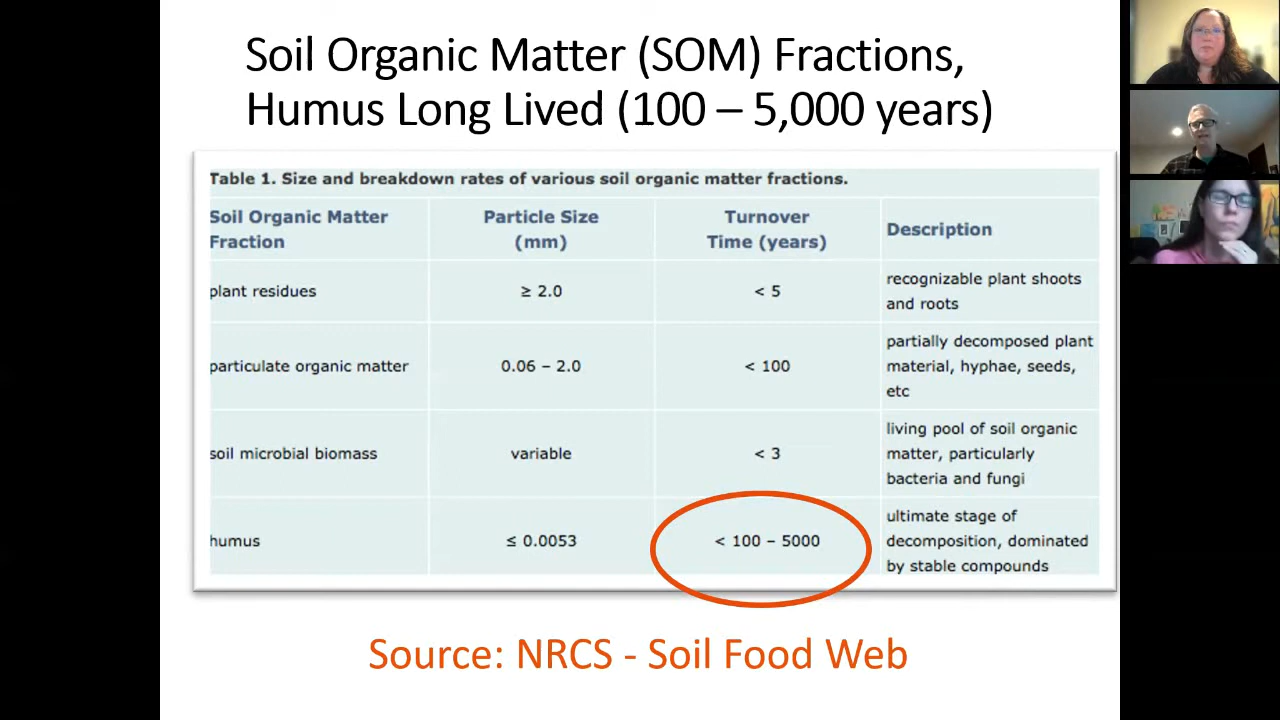 Soil Organic Matter (SOM) Fractions,
Humus Long Lived (100 – 5,000 years)
Table 1. Size and breakdown rates of various soil organic matter fractions.
Soil Organic Matter Fraction
Particle Size (mm)
Turnover Time (years)
Description
plant residues
≥ 2.0
< 5
recognizable plant shoots
and roots
particulate organic matter
0.06 – 2.0
< 100
partially decomposed plant
material, hyphae, seeds,
etc
soil microbial biomass
variable
< 3
living pool of soil organic
matter, particularly
bacteria and fungi
humus
≤ 0.0053
< 100 – 5000
ultimate stage of
decomposition, dominated
by stable compounds
Source: NRCS - Soil Food Web